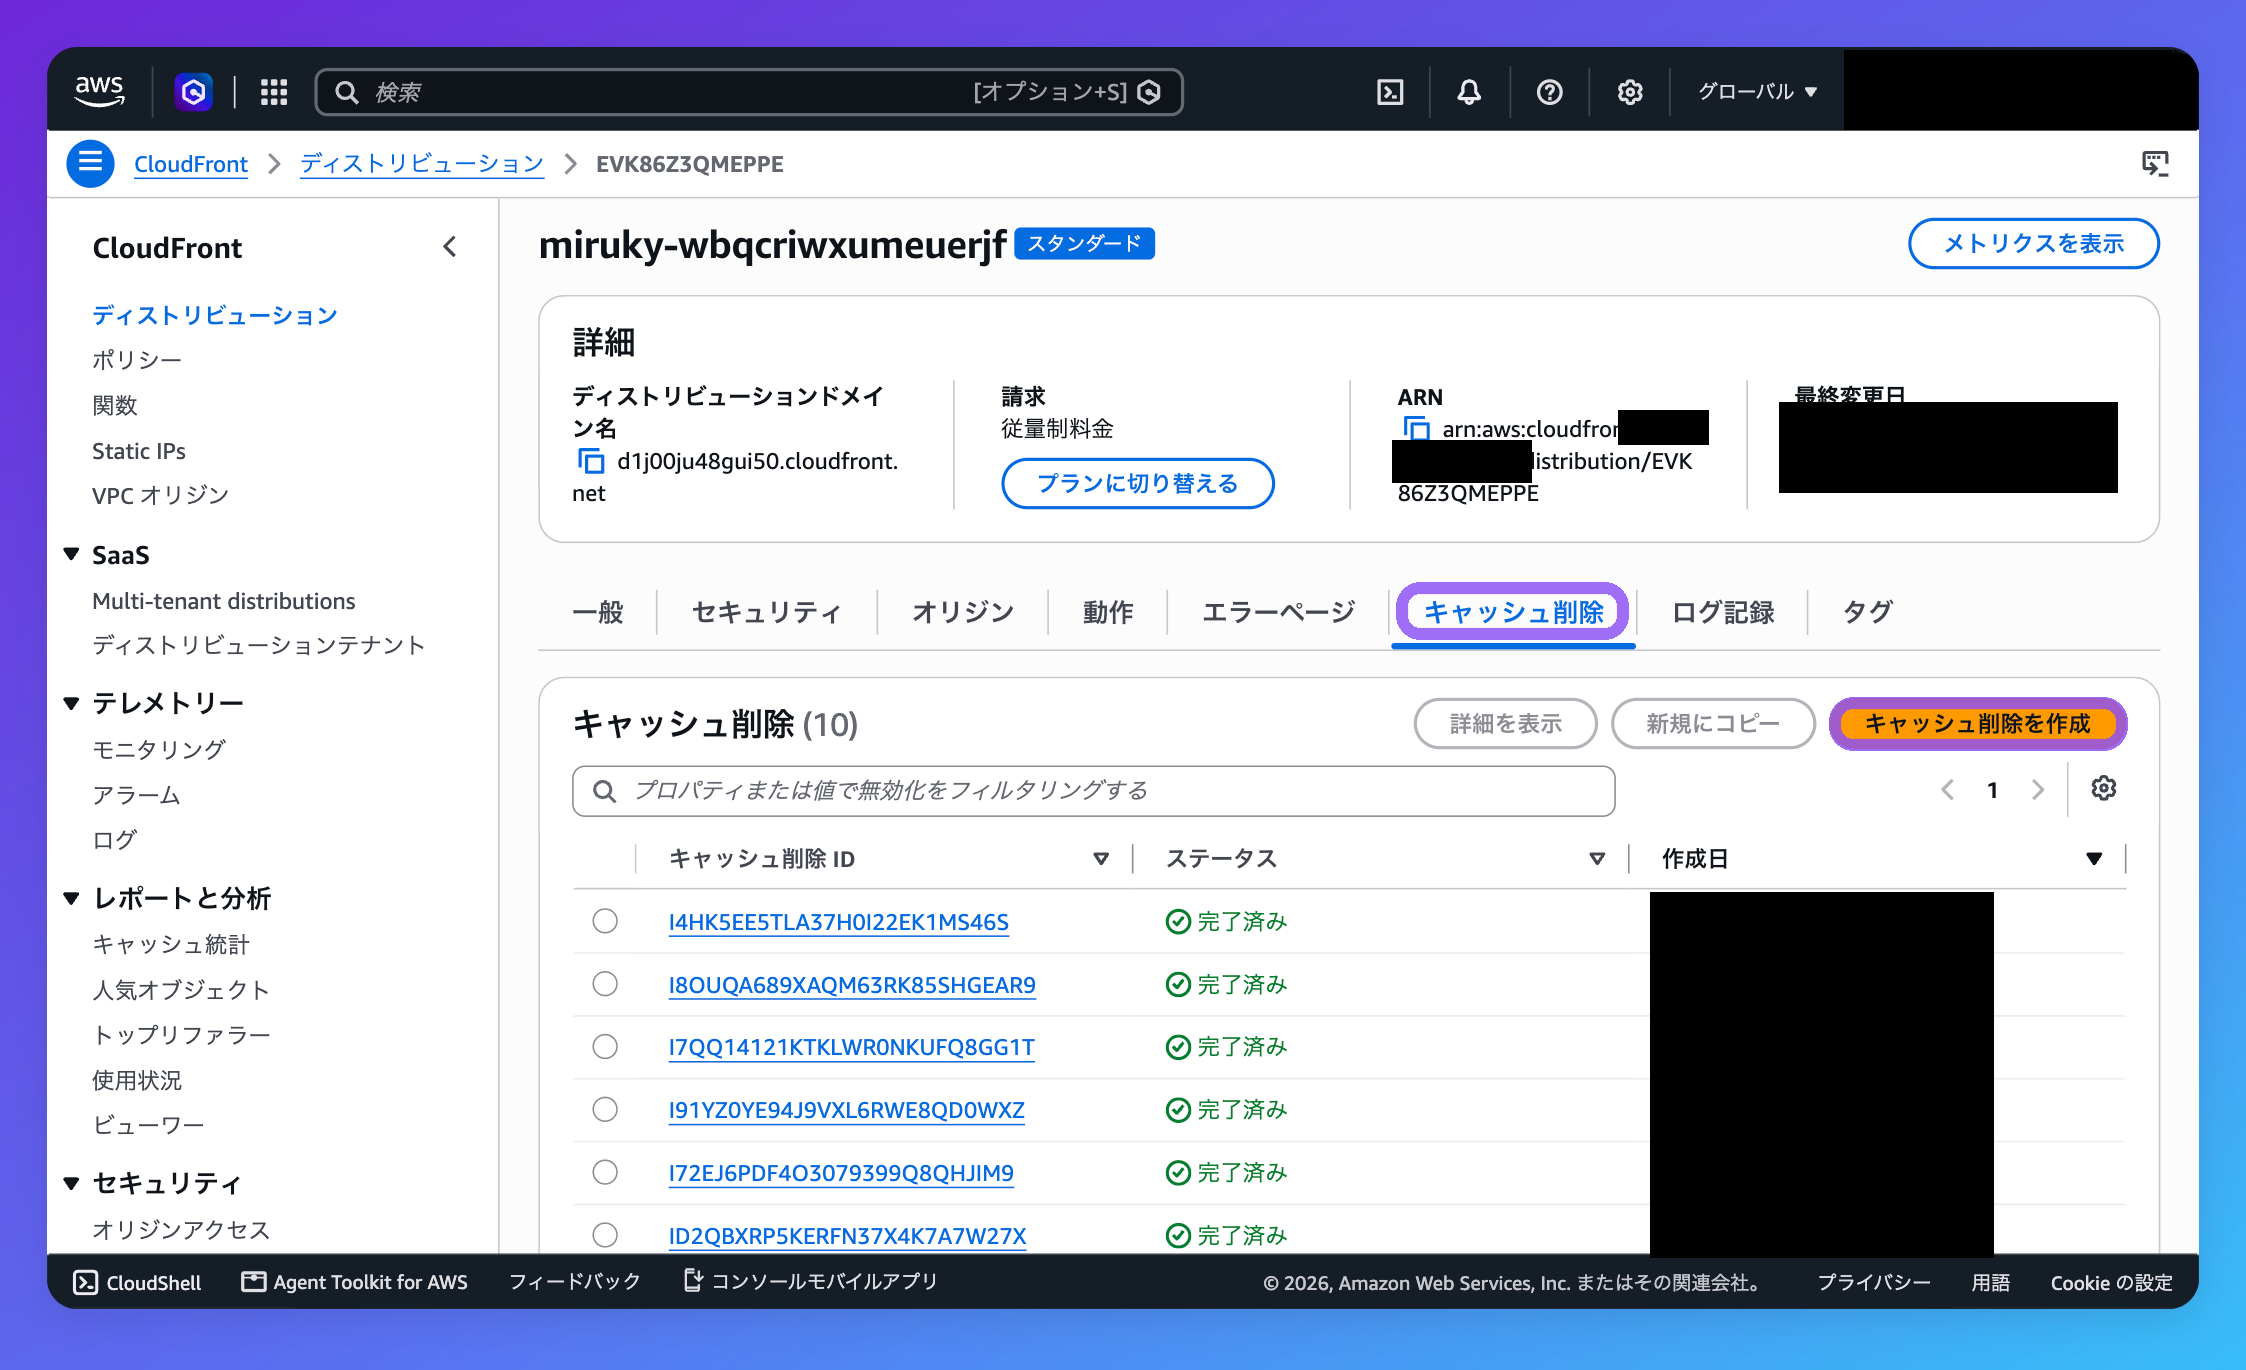 aws
検索
[オプション+S]
グローバル ▼
CloudFront
ディストリビューション
EVK86Z3QMEPPE
CloudFront
ディストリビューション
ポリシー
関数
Static IPs
VPC オリジン
SaaS
Multi-tenant distributions
ディストリビューションテナント
テレメトリー
モニタリング
アラーム
ログ
レポートと分析
キャッシュ統計
人気オブジェクト
トップリファラー
使用状況
ビューワー
セキュリティ
オリジンアクセス
miruky-wbqcriwxumeuerjf
スタンダード
メトリクスを表示
詳細
ディストリビューションドメイ
ン名
d1j00ju48gui50.cloudfront.
net
請求
従量制料金
プランに切り替える
ARN
arn:aws:cloudfron
istribution/EVK
86Z3QMEPPE
最終変更日
一般
セキュリティ
オリジン
動作
エラーページ
キャッシュ削除
ログ記録
タグ
キャッシュ削除 (10)
詳細を表示
新規にコピー
キャッシュ削除を作成
プロパティまたは値で無効化をフィルタリングする
1
キャッシュ削除 ID
ステータス
作成日
I4HK5EE5TLA37H0I22EK1MS46S
完了済み
I8OUQA689XAQM63RK85SHGEAR9
完了済み
I7QQ14121KTKLWR0NKUFQ8GG1T
完了済み
I91YZ0YE94J9VXL6RWE8QD0WXZ
完了済み
I72EJ6PDF4O3079399Q8QHJIM9
完了済み
ID2QBXRP5KERFN37X4K7A7W27X
完了済み
CloudShell
Agent Toolkit for AWS
フィードバック
コンソールモバイルアプリ
© 2026, Amazon Web Services, Inc. またはその関連会社。
プライバシー
用語
Cookie の設定